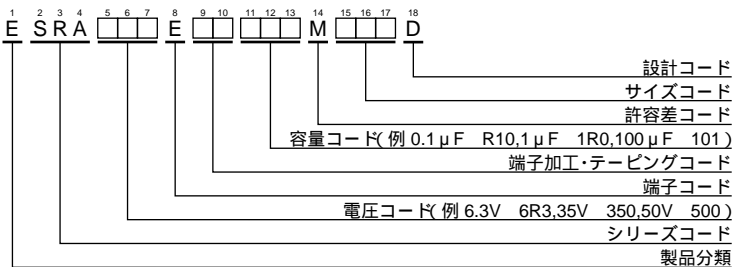 1 2 3 4 5 6 7 8 9 10 11 12 13 14 15 16 17 18
E SRA□□□E□□□□□M□□□D
設計コード
サイズコード
許容差コード
容量コード(例 0.1μF R10,1μF 1R0,100μF 101)
端子加工・テーピングコード
端子コード
電圧コード(例 6.3V 6R3,35V 350,50V 500)
シリーズコード
製品分類